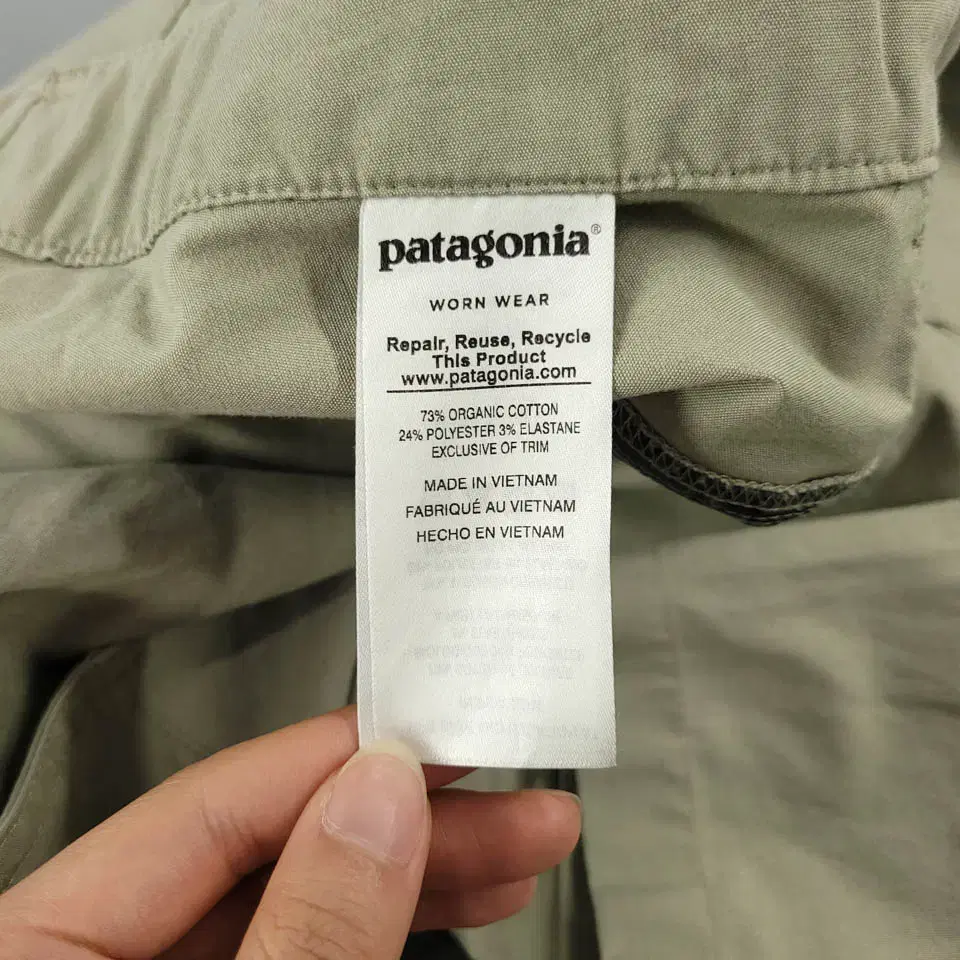 patagonia®
WORN WEAR
Repair, Reuse, Recycle
This Product
www.patagonia.com
73% ORGANIC COTTON
24% POLYESTER 3% ELASTANE
EXCLUSIVE OF TRIM
MADE IN VIETNAM
FABRIQUÉ AU VIETNAM
HECHO EN VIETNAM